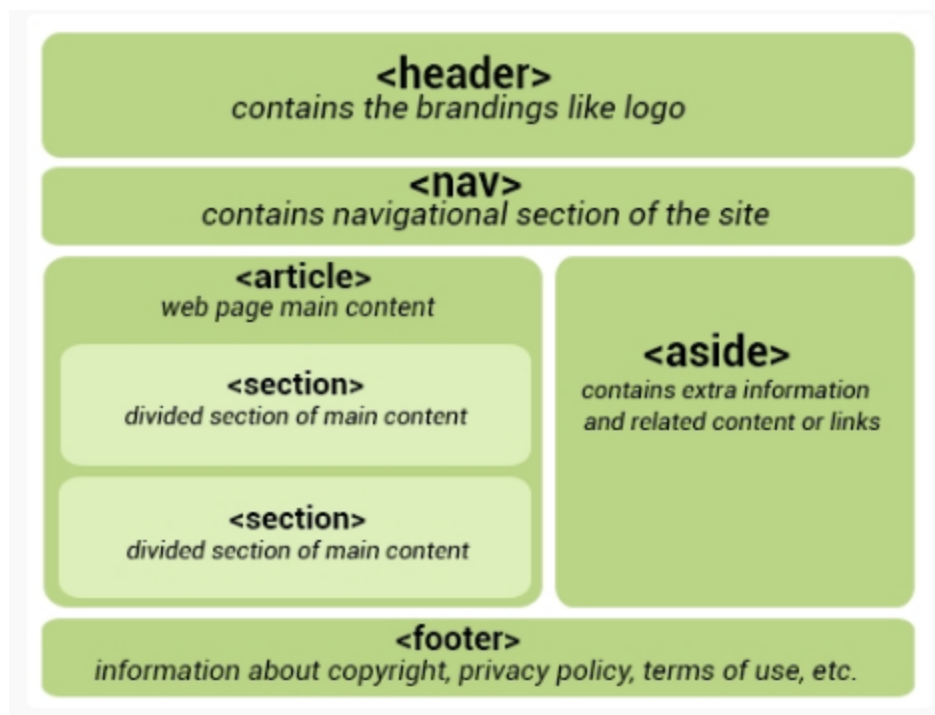 <header>
contains the brandings like logo
<nav>
contains navigational section of the site
<article>
web page main content
<section>
divided section of main content
<section>
divided section of main content
<aside>
contains extra information
and related content or links
<footer>
information about copyright, privacy policy, terms of use, etc.